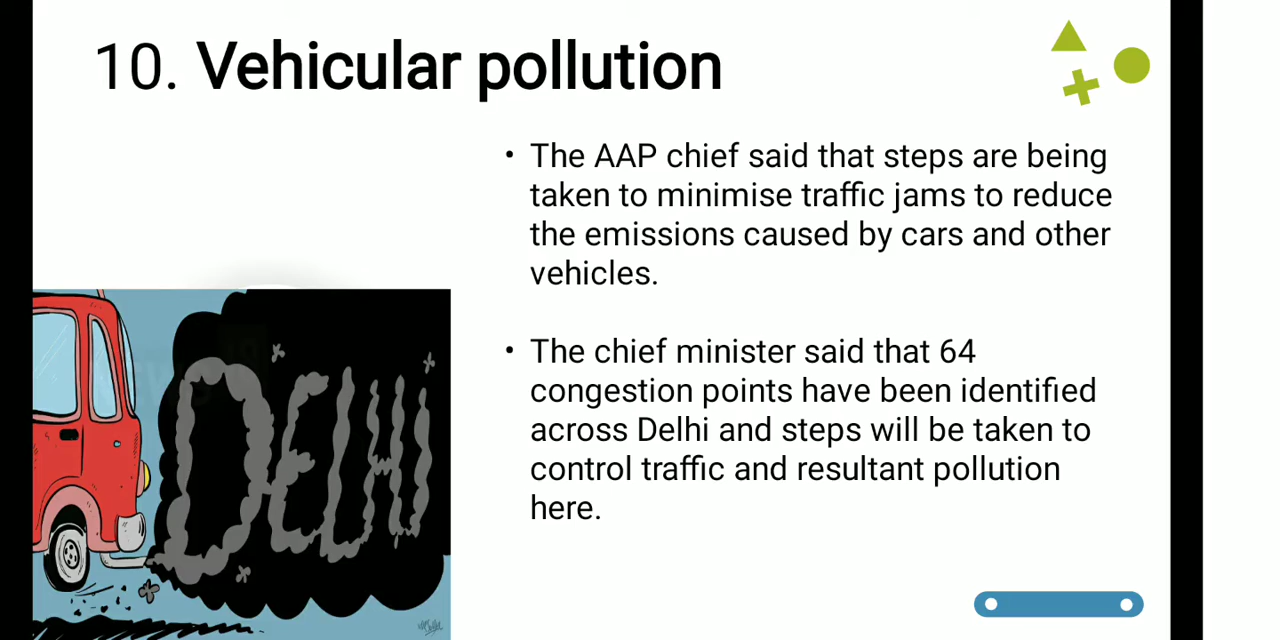 10. Vehicular pollution
• The AAP chief said that steps are being
taken to minimise traffic jams to reduce
the emissions caused by cars and other
vehicles.
• The chief minister said that 64
congestion points have been identified
across Delhi and steps will be taken to
control traffic and resultant pollution
here.
DELHI